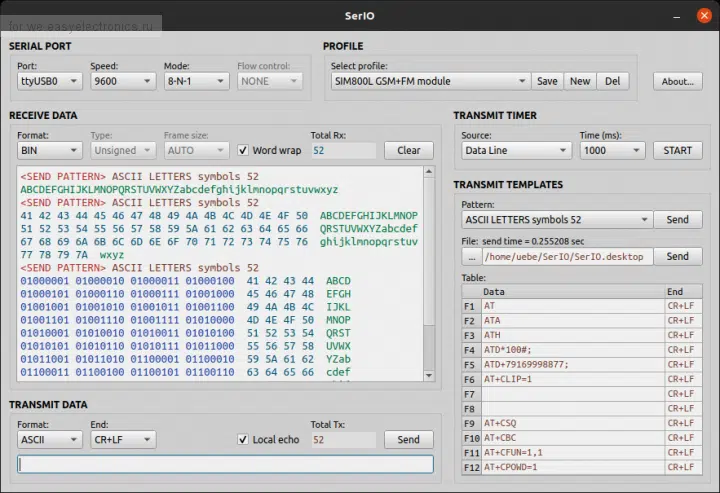 SerIO
for we.easyelectronics.ru
SERIAL PORT
Port: Speed: Mode: Flow control:
ttyUSB0 9600 8-N-1 NONE
PROFILE
Select profile:
SIM800L GSM+FM module Save New Del About...
RECEIVE DATA
Format: Type: Frame size: Total Rx:
BIN Unsigned AUTO Word wrap 52 Clear
<SEND PATTERN> ASCII LETTERS symbols 52
ABCDEFGHIJKLMNOPQRSTUVWXYZabcdefghijklmnopqrstuvwxyz
<SEND PATTERN> ASCII LETTERS symbols 52
41 42 43 44 45 46 47 48 49 4A 4B 4C 4D 4E 4F 50 ABCDEFGHIJKLMNOP
51 52 53 54 55 56 57 58 59 5A 61 62 63 64 65 66 QRSTUVWXYZabcdef
67 68 69 6A 6B 6C 6D 6E 6F 70 71 72 73 74 75 76 ghijklmnopqrstuv
77 78 79 7A wxyz
<SEND PATTERN> ASCII LETTERS symbols 52
01000001 01000010 01000011 01000100 41 42 43 44 ABCD
01000101 01000110 01000111 01001000 45 46 47 48 EFGH
01001001 01001010 01001011 01001100 49 4A 4B 4C IJKL
01001101 01001110 01001111 01010000 4D 4E 4F 50 MNOP
01010001 01010010 01010011 01010100 51 52 53 54 QRST
01010101 01010110 01010111 01011000 55 56 57 58 UVWX
01011001 01011010 01100001 01100010 59 5A 61 62 YZab
01100011 01100100 01100101 01100110 63 64 65 66 cdef
TRANSMIT DATA
Format: End: Total Tx:
ASCII CR+LF Local echo 52 Send
TRANSMIT TIMER
Source: Time (ms):
Data Line 1000 START
TRANSMIT TEMPLATES
Pattern:
ASCII LETTERS symbols 52 Send
File: send time = 0.255208 sec
... /home/uebe/SerIO/SerIO.desktop Send
Table:
Data End
F1 AT CR+LF
F2 ATA CR+LF
F3 ATH CR+LF
F4 ATD*100#; CR+LF
F5 ATD+79169998877; CR+LF
F6 AT+CLIP=1 CR+LF
F7 CR+LF
F8 CR+LF
F9 AT+CSQ CR+LF
F10 AT+CBC CR+LF
F11 AT+CFUN=1,1 CR+LF
F12 AT+CPOWD=1 CR+LF